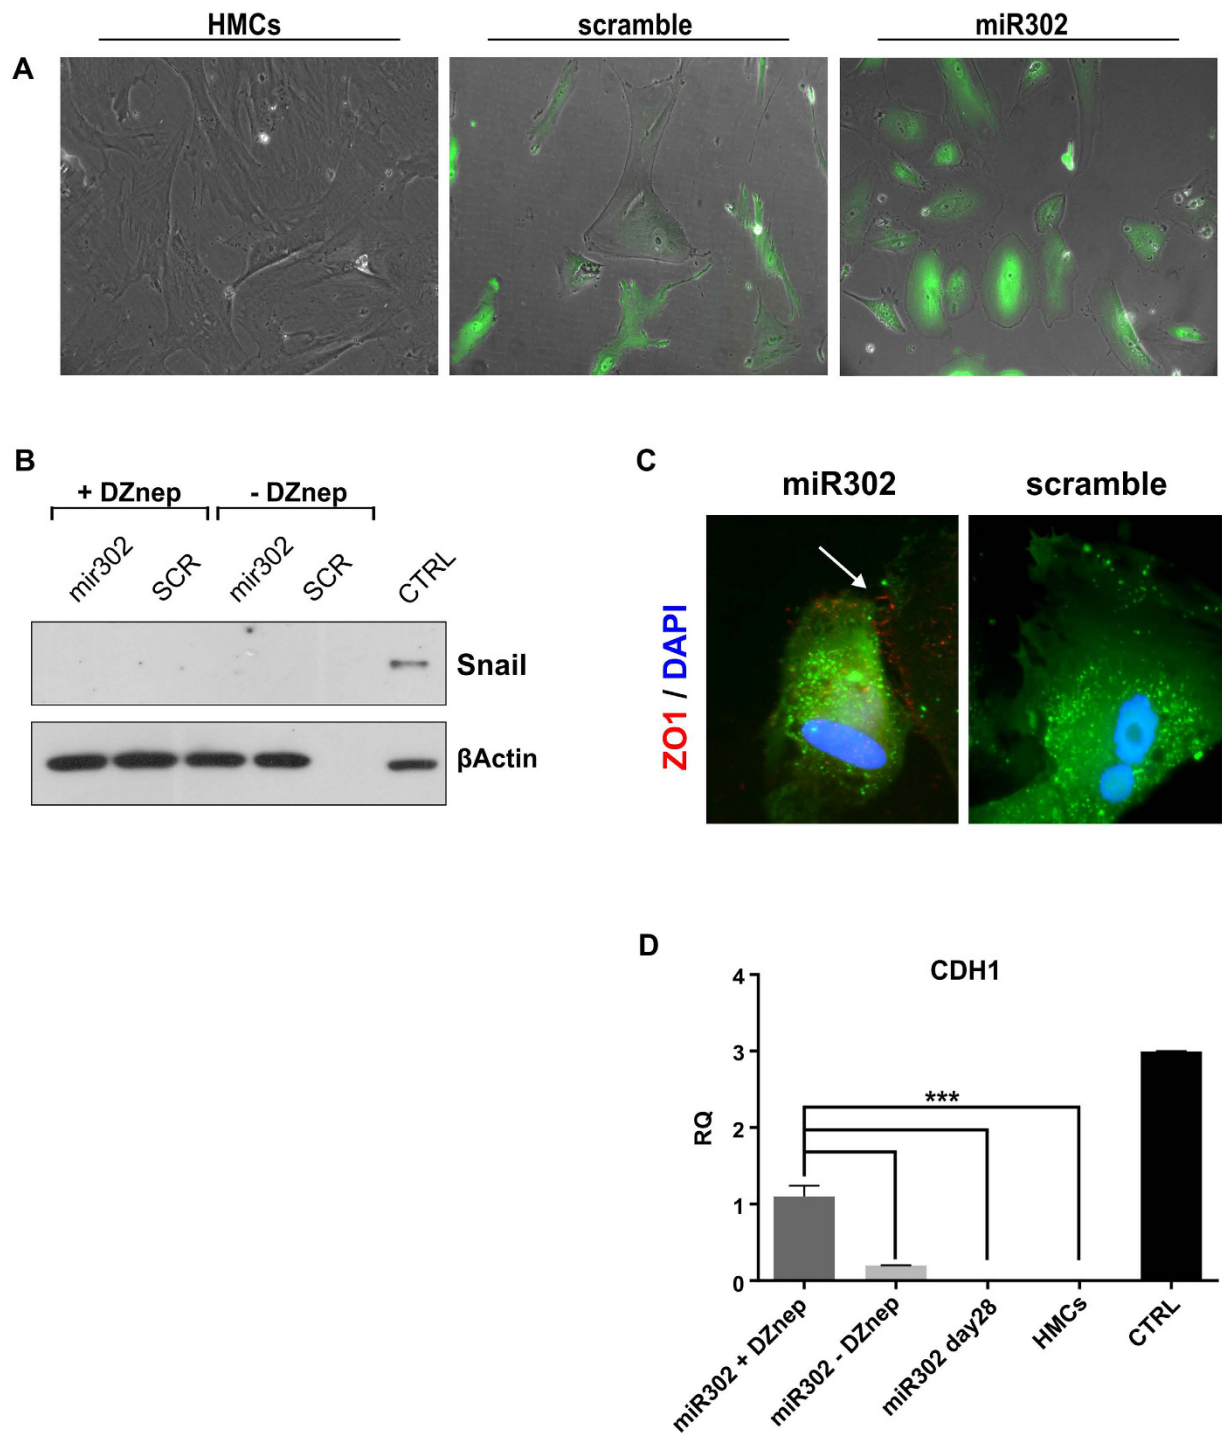 HMCs scramble miR302
A
B
+ DZnep - DZnep
mir302 SCR mir302 SCR CTRL
Snail
βActin
C
miR302 scramble
ZO1 / DAPI
D
CDH1
4
3
2
1
0
RQ
***
miR302 + DZnep
miR302 - DZnep
miR302 day28
HMCs
CTRL